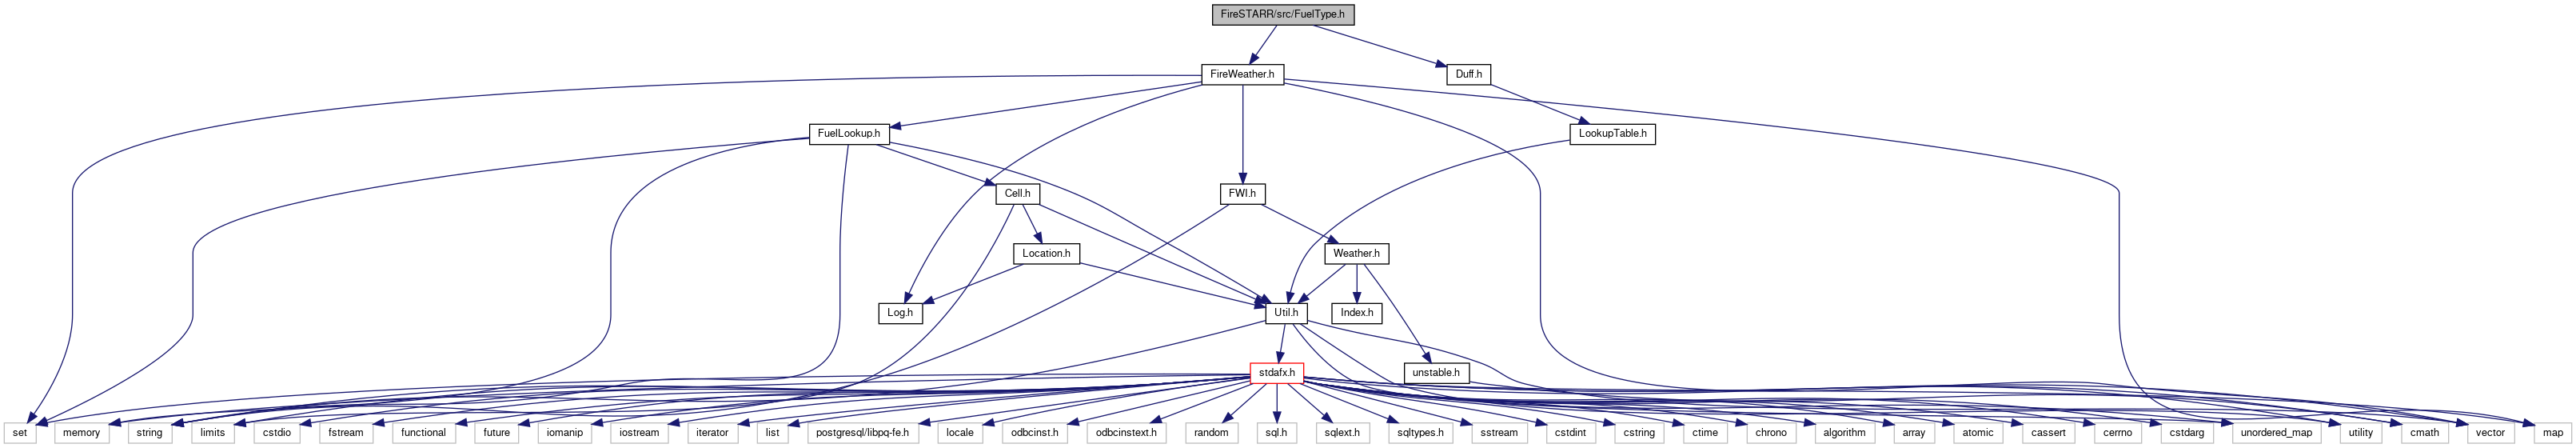 FireSTARR/src/FuelType.h
FireWeather.h
Duff.h
FuelLookup.h
LookupTable.h
Cell.h
FWI.h
Location.h
Weather.h
Log.h
Util.h
Index.h
stdafx.h
unstable.h
set
memory
string
limits
cstdio
fstream
functional
future
iomanip
iostream
iterator
list
postgresql/libpq-fe.h
locale
odbcinst.h
odbcinstext.h
random
sql.h
sqlext.h
sqltypes.h
sstream
cstdint
cstring
ctime
chrono
algorithm
array
atomic
cassert
cerrno
cstdarg
unordered_map
utility
cmath
vector
map